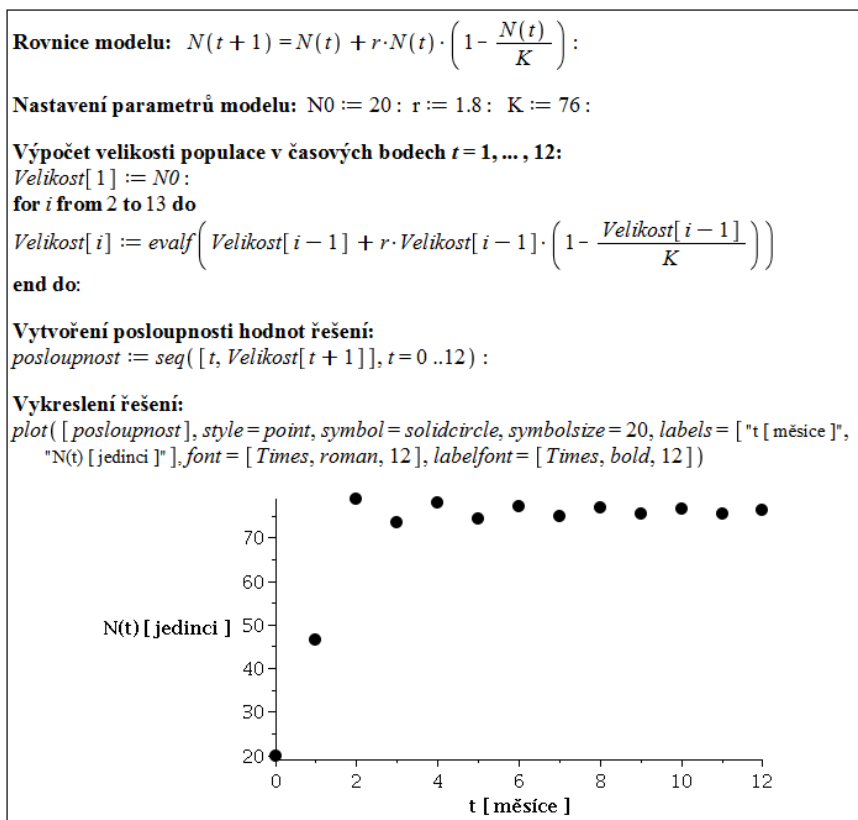 Rovnice modelu: N(t + 1) = N(t) + r·N(t)·(1 - N(t)/K) :
Nastavení parametrů modelu: N0 := 20 : r := 1.8 : K := 76 :
Výpočet velikosti populace v časových bodech t = 1, ... , 12:
Velikost[ 1 ] := N0 :
for i from 2 to 13 do
Velikost[ i ] := evalf( Velikost[ i − 1 ] + r·Velikost[ i − 1 ]·( 1 - Velikost[ i − 1 ]/K ) )
end do:
Vytvoření posloupnosti hodnot řešení:
posloupnost := seq( [ t, Velikost[ t + 1 ] ], t = 0 ..12 ) :
Vykreslení řešení:
plot( [ posloupnost ], style = point, symbol = solidcircle, symbolsize = 20, labels = [ "t [ měsíce ]",
"N(t) [ jedinci ]" ], font = [ Times, roman, 12 ], labelfont = [ Times, bold, 12 ] )
70
60
N(t) [ jedinci ] 50
40
30
20
0 2 4 6 8 10 12
t [ měsíce ]